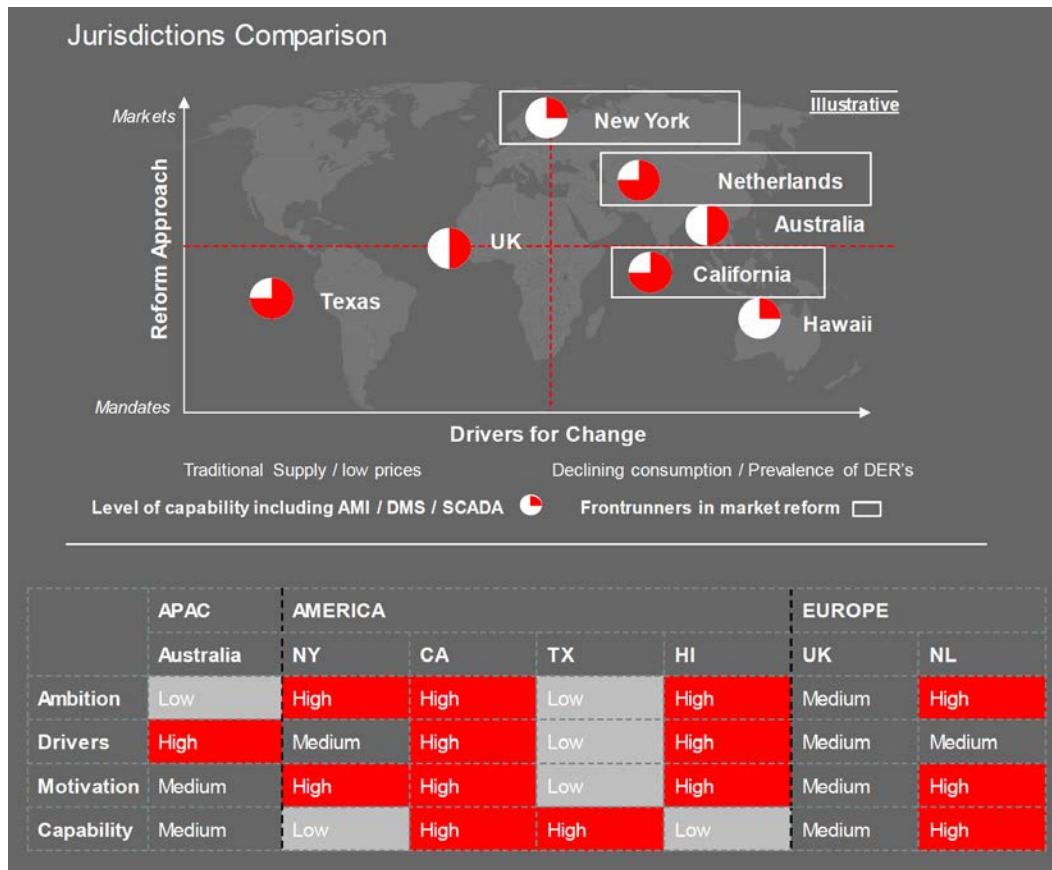 Jurisdictions Comparison
Illustrative
Markets
New York
Netherlands
Australia
UK
California
Texas
Hawaii
Reform Approach
Mandates
Drivers for Change
Traditional Supply / low prices
Declining consumption / Prevalence of DER's
Level of capability including AMI / DMS / SCADA
Frontrunners in market reform
APAC AMERICA EUROPE
Australia NY CA TX HI UK NL
Ambition Low High High Low High Medium High
Drivers High Medium High Low High Medium Medium
Motivation Medium High High Low High Medium High
Capability Medium Low High High Low Medium High